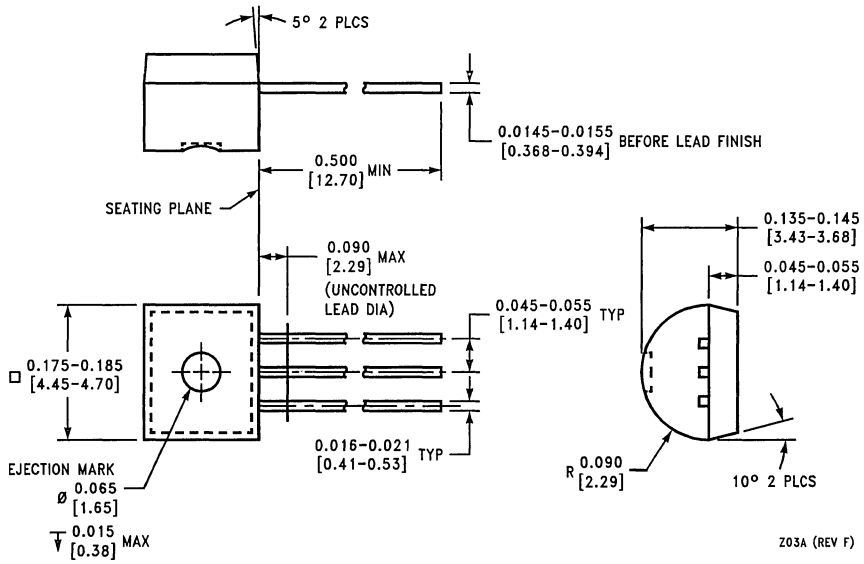 5° 2 PLCS
0.0145–0.0155
[0.368–0.394] BEFORE LEAD FINISH
0.500
[12.70] MIN
SEATING PLANE
0.135–0.145
[3.43–3.68]
0.090
[2.29] MAX
(UNCONTROLLED
LEAD DIA)
0.045–0.055
[1.14–1.40]
0.045–0.055
[1.14–1.40] TYP
0.175–0.185
[4.45–4.70]
0.016–0.021
[0.41–0.53] TYP
EJECTION MARK
Ø 0.065
[1.65]
R 0.090
[2.29]
10° 2 PLCS
0.015
[0.38] MAX
Z03A (REV F)